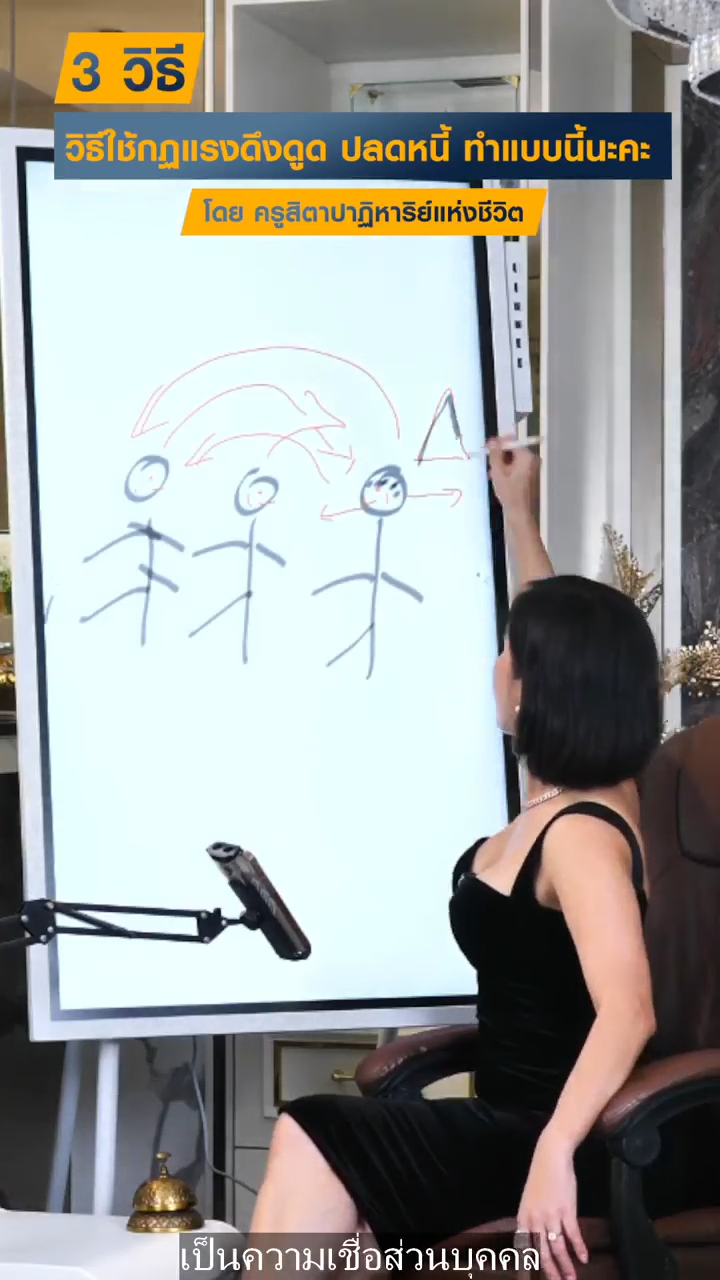 3 วิธี
วิธีใช้กฏแรงดึงดูด ปลดหนี้ ทำแบบนี้นะคะ
โดย ครูสิตาปาฏิหาริย์แห่งชีวิต
เป็นความเชื่อส่วนบุคคล